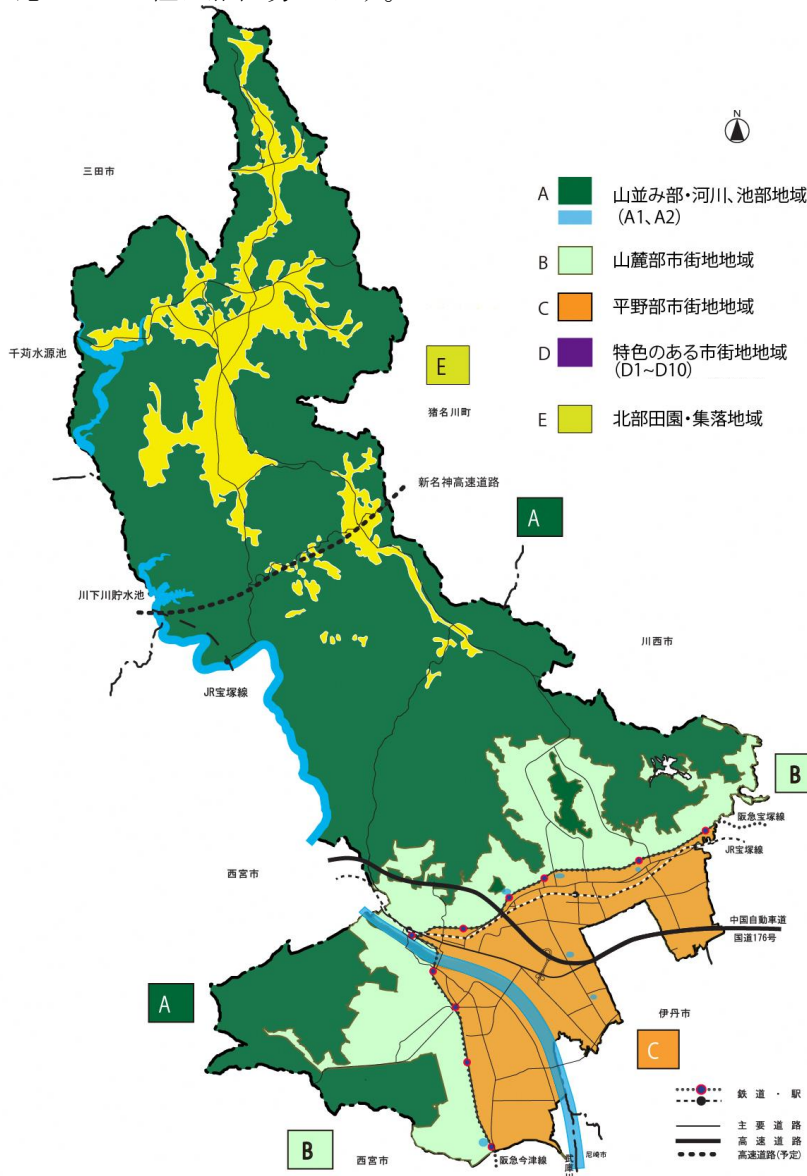 N
三田市
A 山並み部・河川、池部地域
(A1、A2)
B 山麓部市街地地域
C 平野部市街地地域
D 特色のある市街地地域
(D1~D10)
E 北部田園・集落地域
千苅水源池
E
猪名川町
新名神高速道路
A
川下川貯水池
川西市
JR宝塚線
B
阪急宝塚線
JR宝塚線
西宮市
中国自動車道
国道176号
A
伊丹市
C
鉄道・駅
主要道路
高速道路
高速道路(予定)
B
西宮市
阪急今津線
武庫川
尼崎市